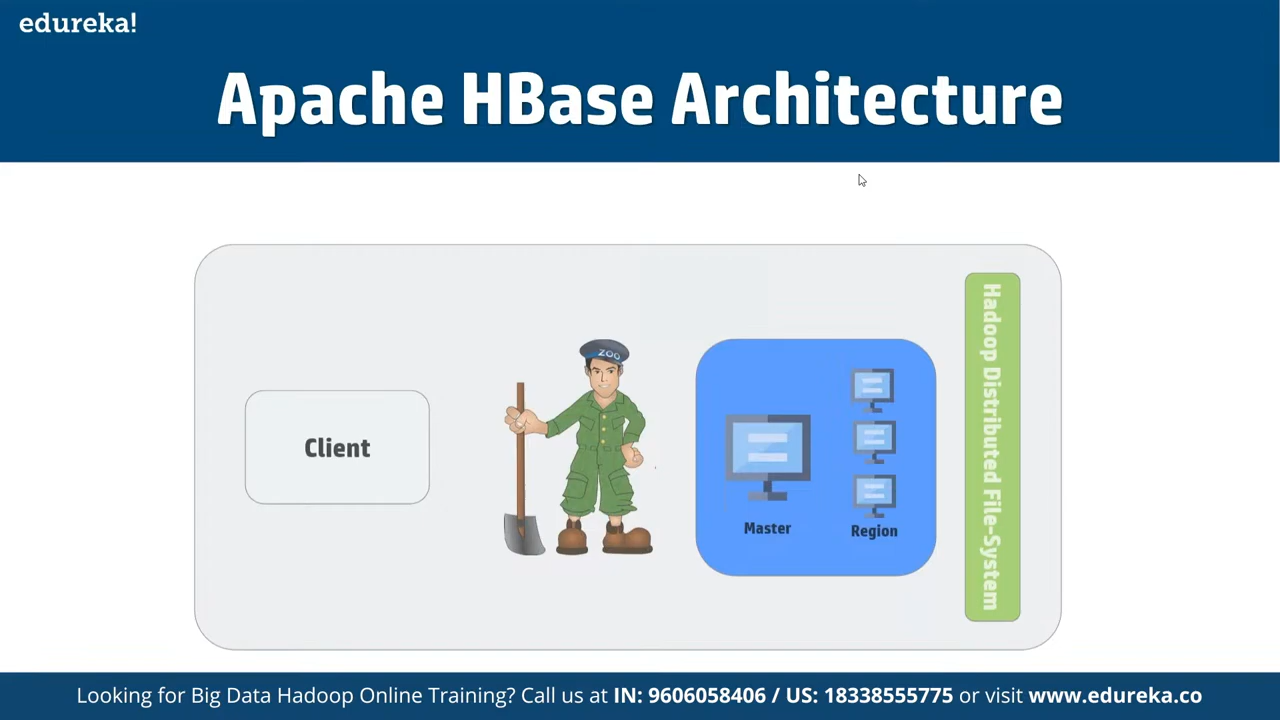 edureka!
Apache HBase Architecture
Client
ZOO
Master
Region
Hadoop Distributed File-System
Looking for Big Data Hadoop Online Training? Call us at IN: 9606058406 / US: 18338555775 or visit www.edureka.co